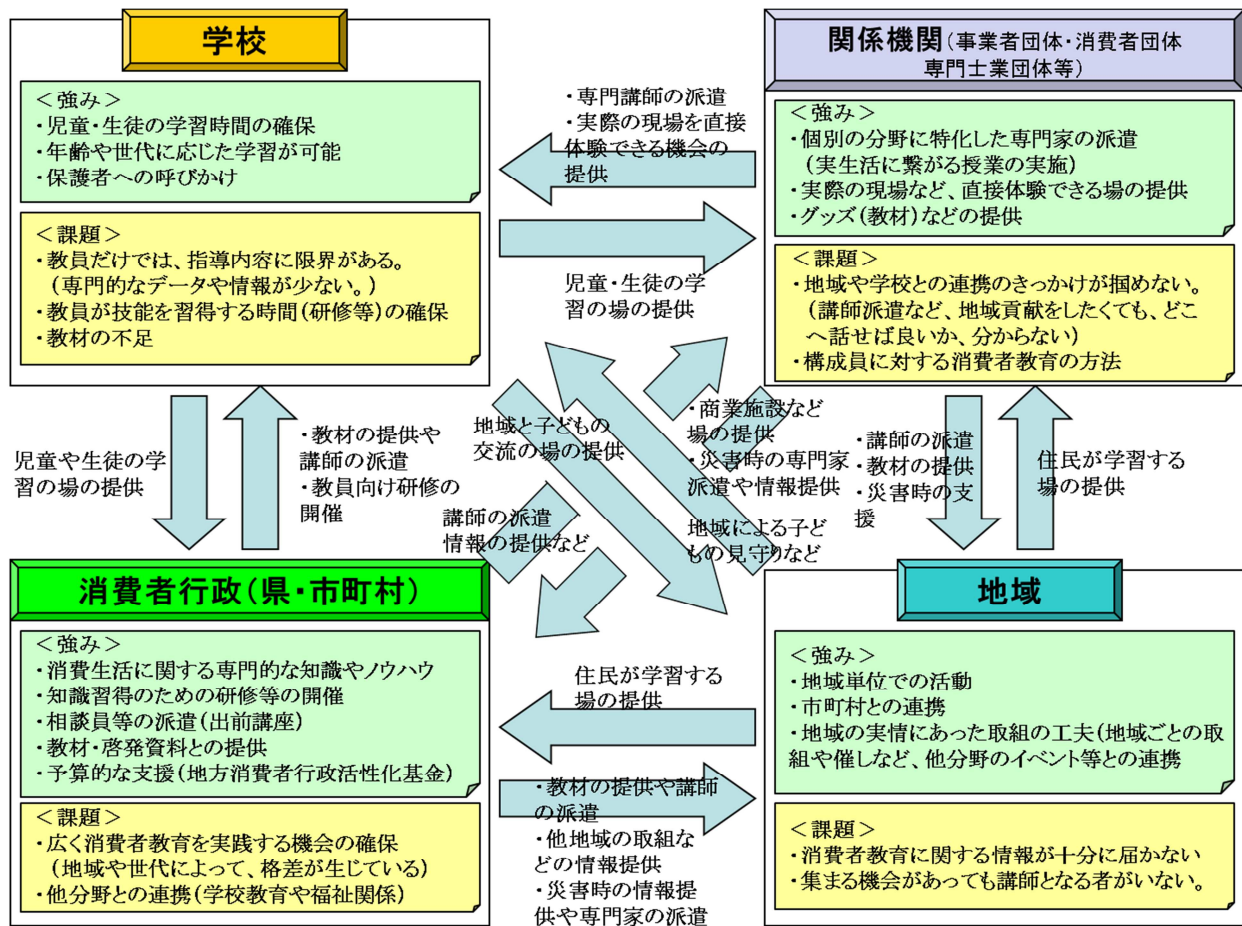 学校
＜強み＞
・児童・生徒の学習時間の確保
・年齢や世代に応じた学習が可能
・保護者への呼びかけ
＜課題＞
・教員だけでは、指導内容に限界がある。
（専門的なデータや情報が少ない。）
・教員が技能を習得する時間（研修等）の確保
・教材の不足
・専門講師の派遣
・実際の現場を直接
体験できる機会の
提供
児童・生徒の学
習の場の提供
関係機関（事業者団体・消費者団体
専門士業団体等）
＜強み＞
・個別の分野に特化した専門家の派遣
（実生活に繋がる授業の実施）
・実際の現場など、直接体験できる場の提供
・グッズ（教材）などの提供
＜課題＞
・地域や学校との連携のきっかけが掴めない。
（講師派遣など、地域貢献をしたくても、どこ
へ話せば良いか、分からない）
・構成員に対する消費者教育の方法
児童や生徒の学
習の場の提供
・教材の提供や
講師の派遣
・教員向け研修の
開催
地域と子どもの
交流の場の提供
講師の派遣
情報の提供など
・商業施設など
場の提供
・災害時の専門家
派遣や情報提供
地域による子ど
もの見守りなど
・講師の派遣
・教材の提供
・災害時の支
援
住民が学習する
場の提供
消費者行政（県・市町村）
＜強み＞
・消費生活に関する専門的な知識やノウハウ
・知識習得のための研修等の開催
・相談員等の派遣（出前講座）
・教材・啓発資料との提供
・予算的な支援（地方消費者行政活性化基金）
＜課題＞
・広く消費者教育を実践する機会の確保
（地域や世代によって、格差が生じている）
・他分野との連携（学校教育や福祉関係）
住民が学習する
場の提供
・教材の提供や講師
の派遣
・他地域の取組な
どの情報提供
・災害時の情報提
供や専門家の派遣
地域
＜強み＞
・地域単位での活動
・市町村との連携
・地域の実情にあった取組の工夫（地域ごとの取
組や催しなど、他分野のイベント等との連携
＜課題＞
・消費者教育に関する情報が十分に届かない
・集まる機会があっても講師となる者がいない。